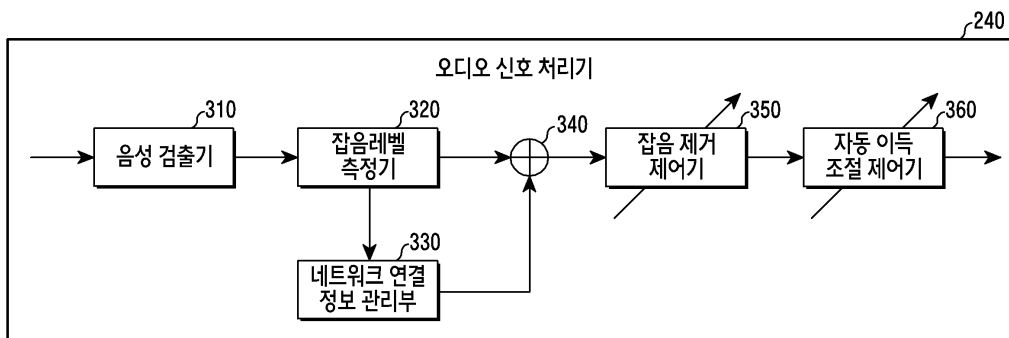 240
오디오 신호 처리기
310
음성 검출기
320
잡음레벨
측정기
340
350
잡음 제거
제어기
360
자동 이득
조절 제어기
330
네트워크 연결
정보 관리부